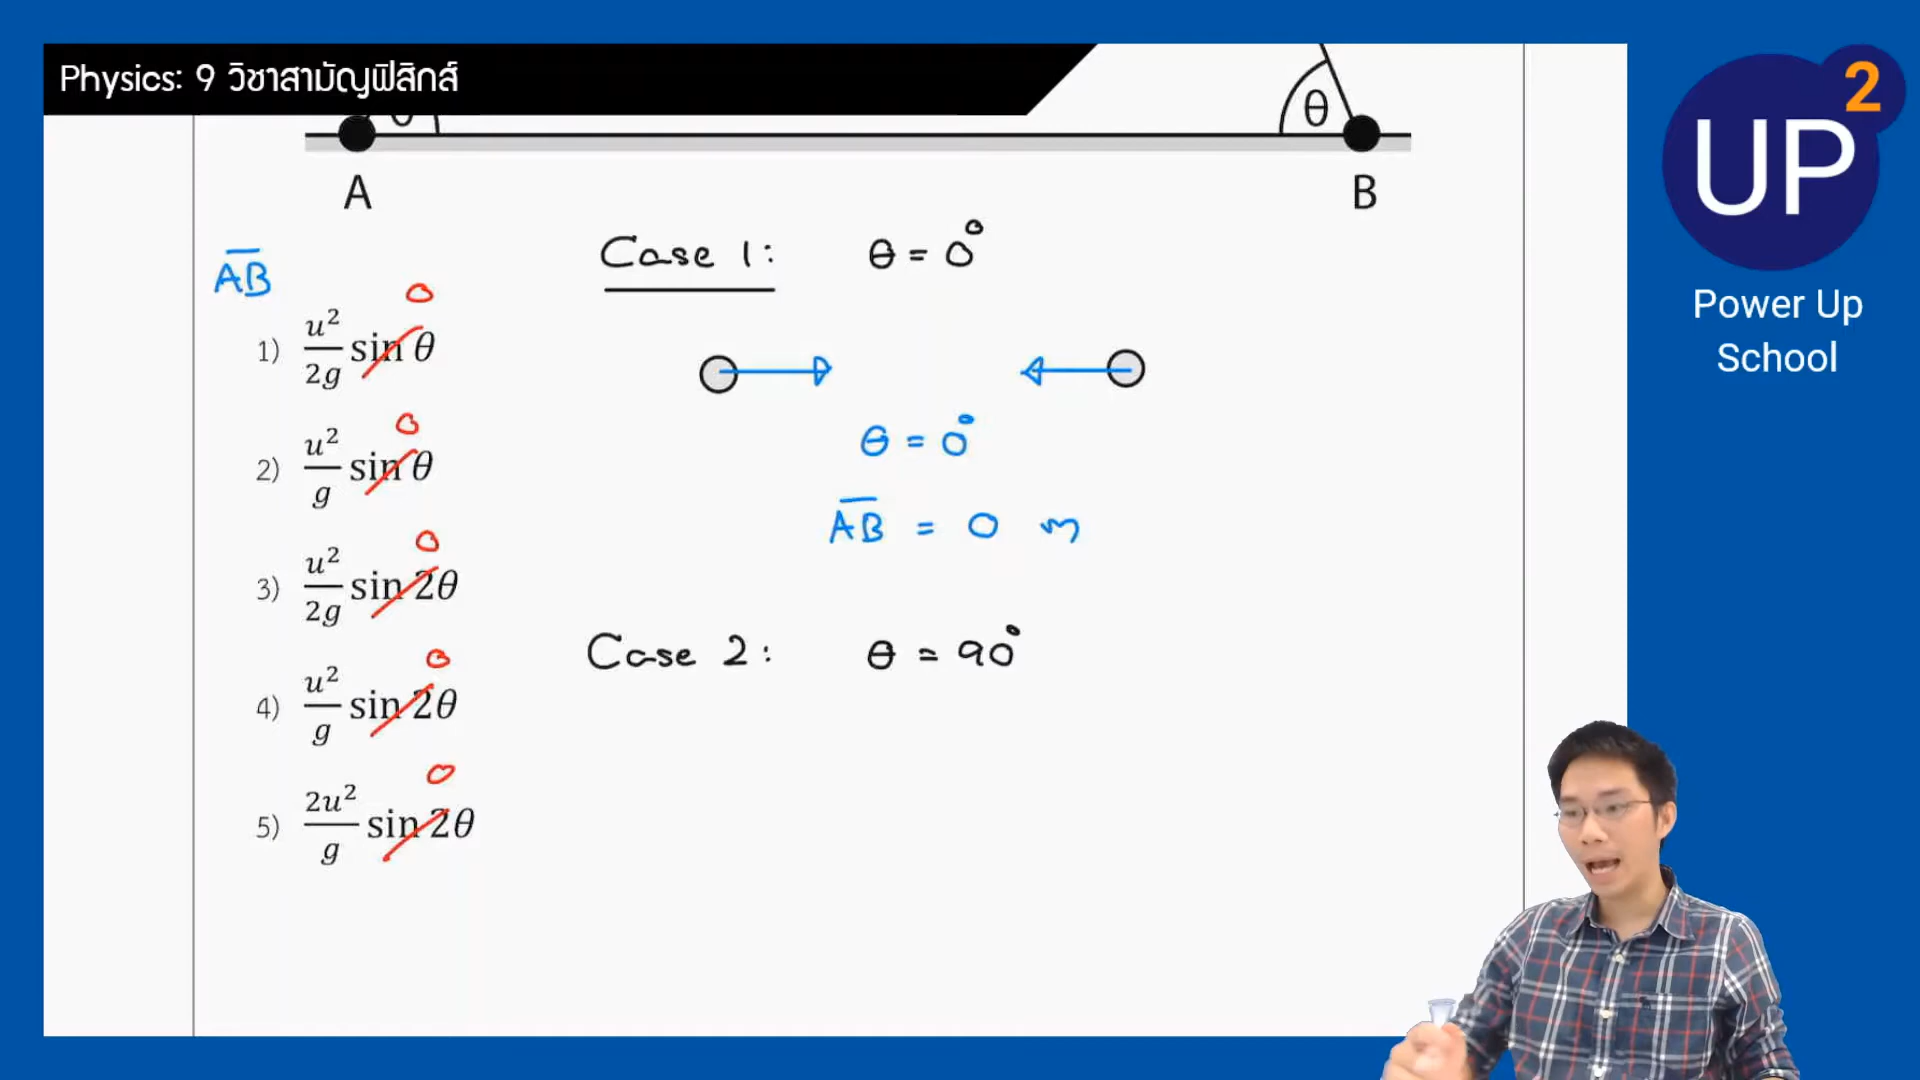 Physics: 9 วิชาสามัญฟิสิกส์
UP2
Power Up
School
θ
A
B
AB
Case 1: θ = 0°
1) u²/2g sin θ 0
2) u²/g sin θ 0
θ = 0°
AB = 0 m
3) u²/2g sin 2θ 0
Case 2: θ = 90°
4) u²/g sin 2θ 0
5) 2u²/g sin 2θ 0